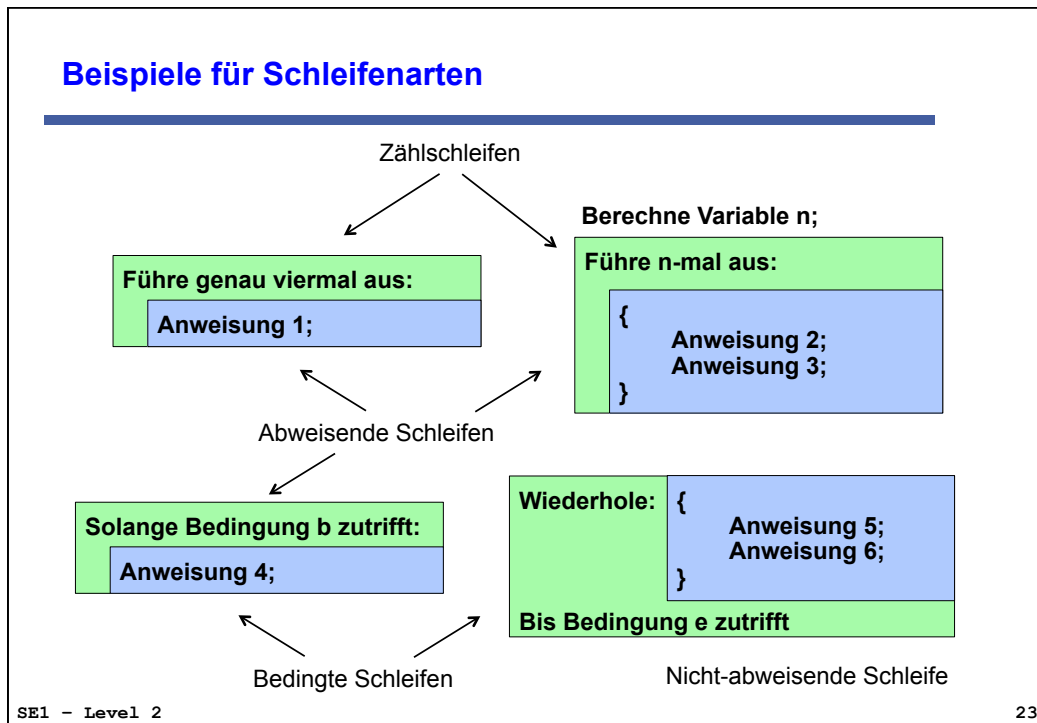 Beispiele für Schleifenarten
Zählschleifen
Berechne Variable n;
Führe genau viermal aus:
Anweisung 1;
Führe n-mal aus:
{
Anweisung 2;
Anweisung 3;
}
Abweisende Schleifen
Solange Bedingung b zutrifft:
Anweisung 4;
Wiederhole:
{
Anweisung 5;
Anweisung 6;
}
Bis Bedingung e zutrifft
Bedingte Schleifen
Nicht-abweisende Schleife
SE1 – Level 2
23